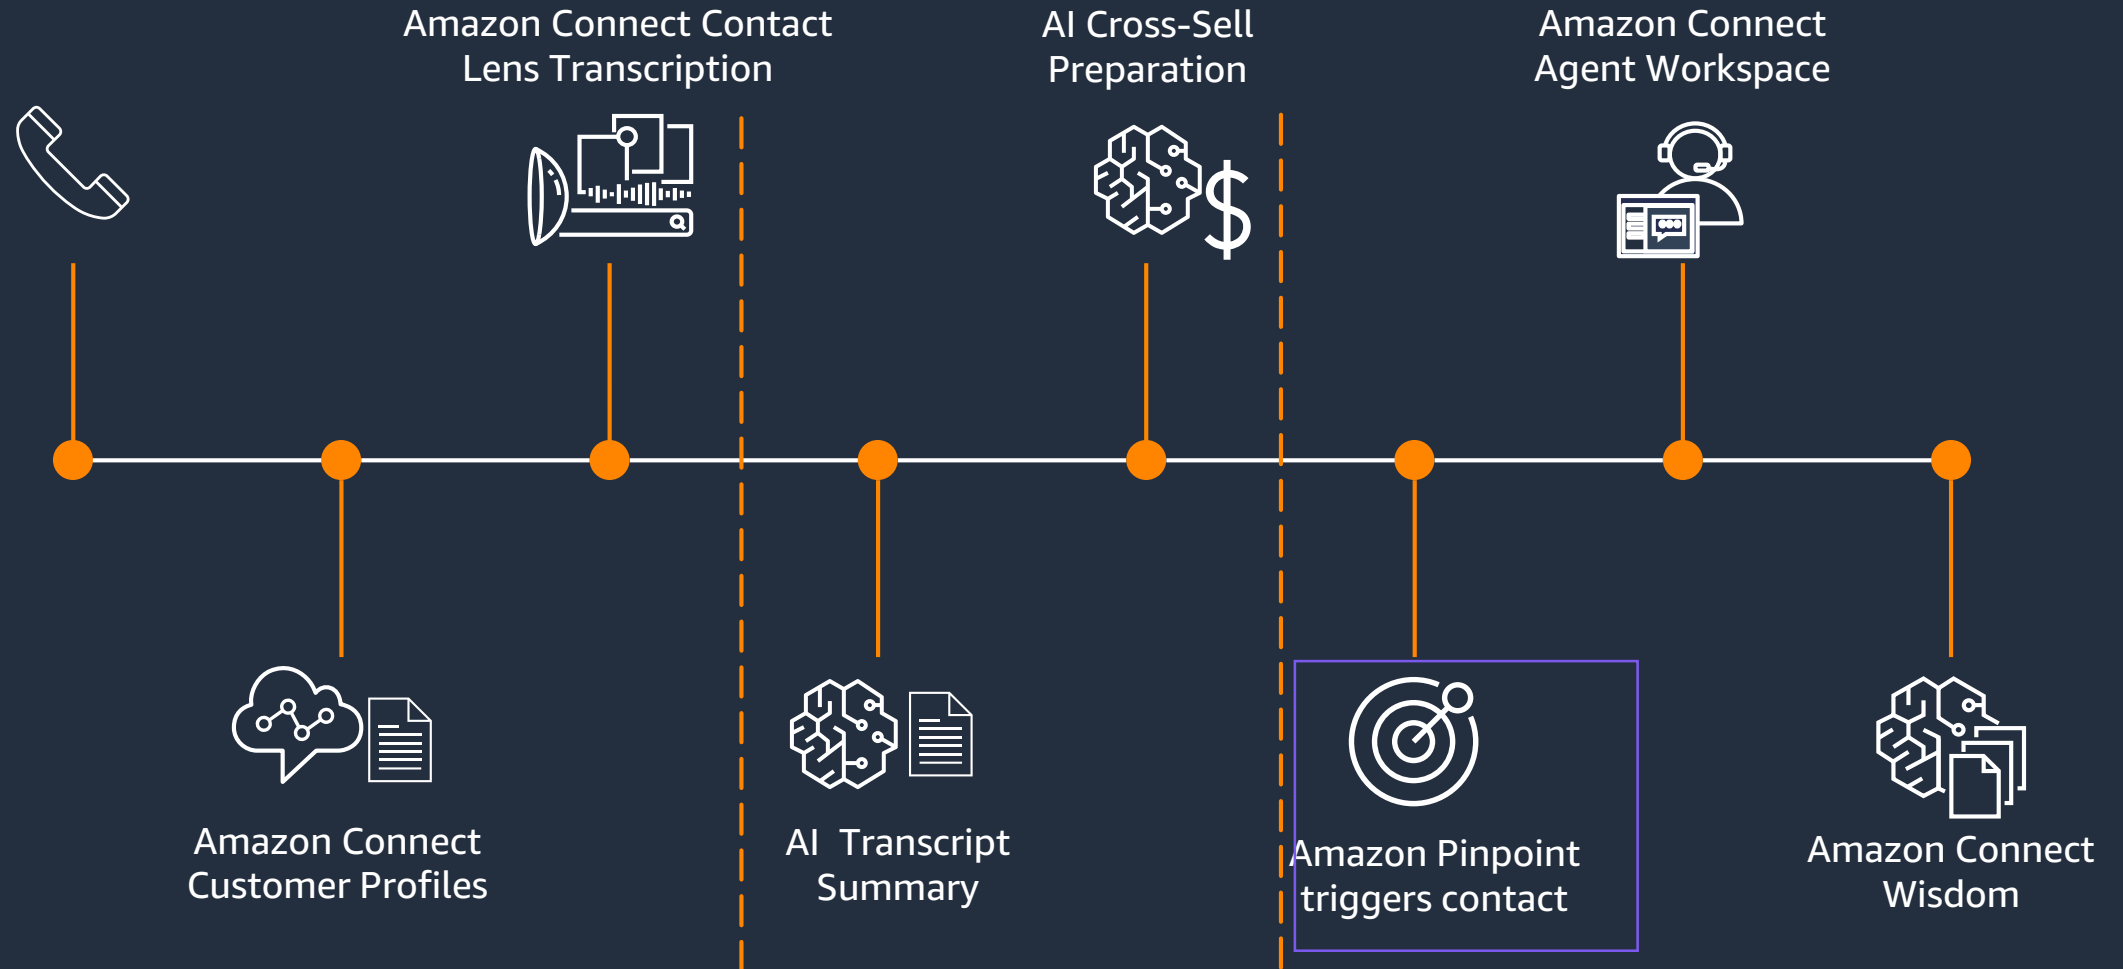 Amazon Connect Contact
Lens Transcription
AI Cross-Sell
Preparation
Amazon Connect
Agent Workspace
$
Amazon Connect
Customer Profiles
AI  Transcript
Summary
Amazon Pinpoint
triggers contact
Amazon Connect
Wisdom